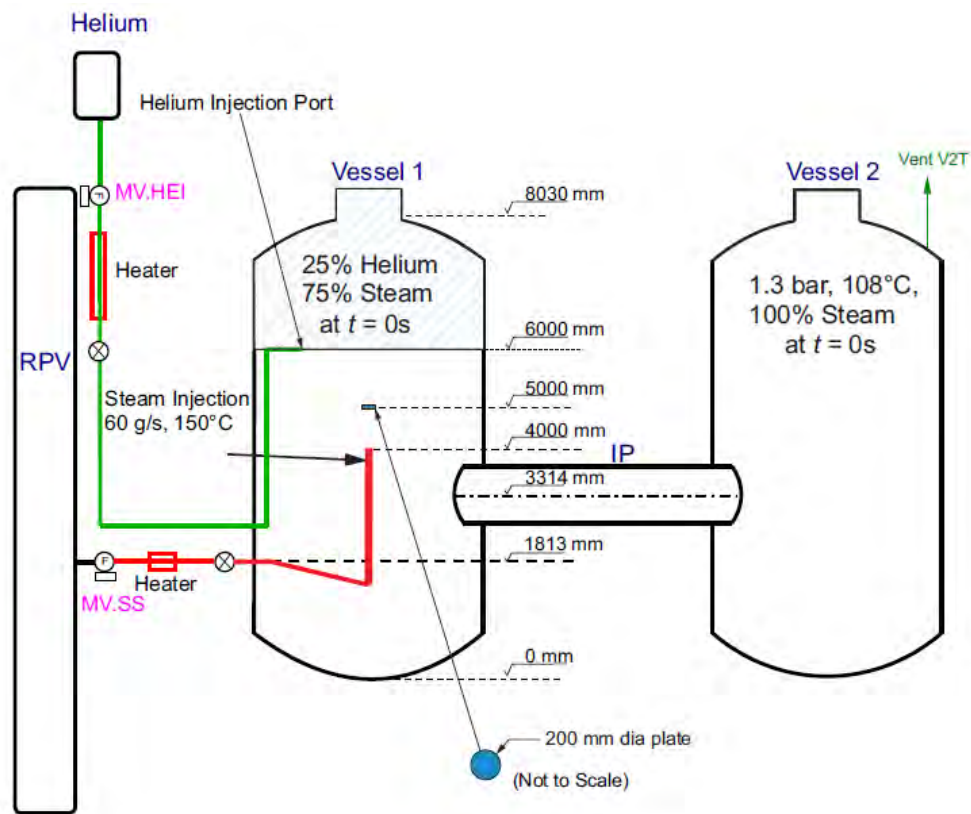 Helium
Helium Injection Port
Vessel 1
Vessel 2
Vent V2T
MV.HEI
8030 mm
Heater
25% Helium
75% Steam
at t = 0s
1.3 bar, 108°C,
100% Steam
at t = 0s
6000 mm
RPV
Steam Injection
60 g/s, 150°C
5000 mm
4000 mm
IP
3314 mm
F
1813 mm
F
Heater
MV.SS
0 mm
200 mm dia plate
(Not to Scale)